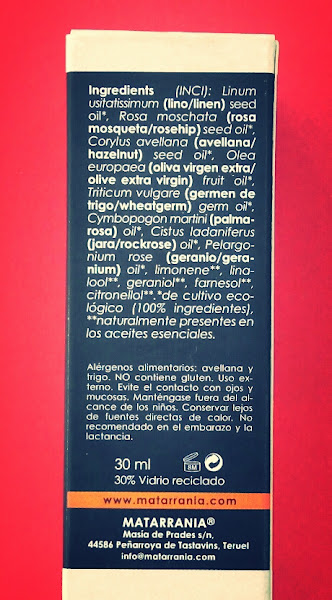 Ingredients (INCI): Linum
usitatissimum (lino/linen) seed
oil*, Rosa moschata (rosa
mosqueta/rosehip) seed oil*,
Corylus avellana (avellana/
hazelnut) seed oil*, Olea
europaea (oliva virgen extra/
olive extra virgin) fruit oil*,
Triticum vulgare (germen de
trigo/wheatgerm) germ oil*,
Cymbopogon martini (palma-
rosa) oil*, Cistus ladaniferus
(jara/rockrose) oil*, Pelargo-
nium rose (geranio/gera-
nium) oil*, limonene**, lina-
lool**, geraniol**, farnesol**,
citronellol**.*de cultivo eco-
lógico (100% ingredientes),
**naturalmente presentes en
los aceites esenciales.
Alérgenos alimentarios: avellana y
trigo. NO contiene gluten. Uso ex-
terno. Evite el contacto con ojos y
mucosas. Manténgase fuera del al-
cance de los niños. Conservar lejos
de fuentes directas de calor. No
recomendado en el embarazo y la
lactancia.
30 ml
8M
30% Vidrio reciclado
www.matarrania.com
MATARRANIA®
Masía de Prades s/n,
44586 Peñarroya de Tastavins, Teruel
info@matarrania.com